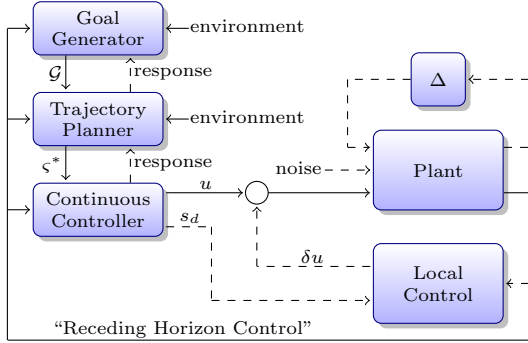 Goal
Generator
environment
𝒢
response
Trajectory
Planner
environment
ς*
response
Continuous
Controller
u
s_d
noise
Δ
Plant
δu
Local
Control
“Receding Horizon Control”